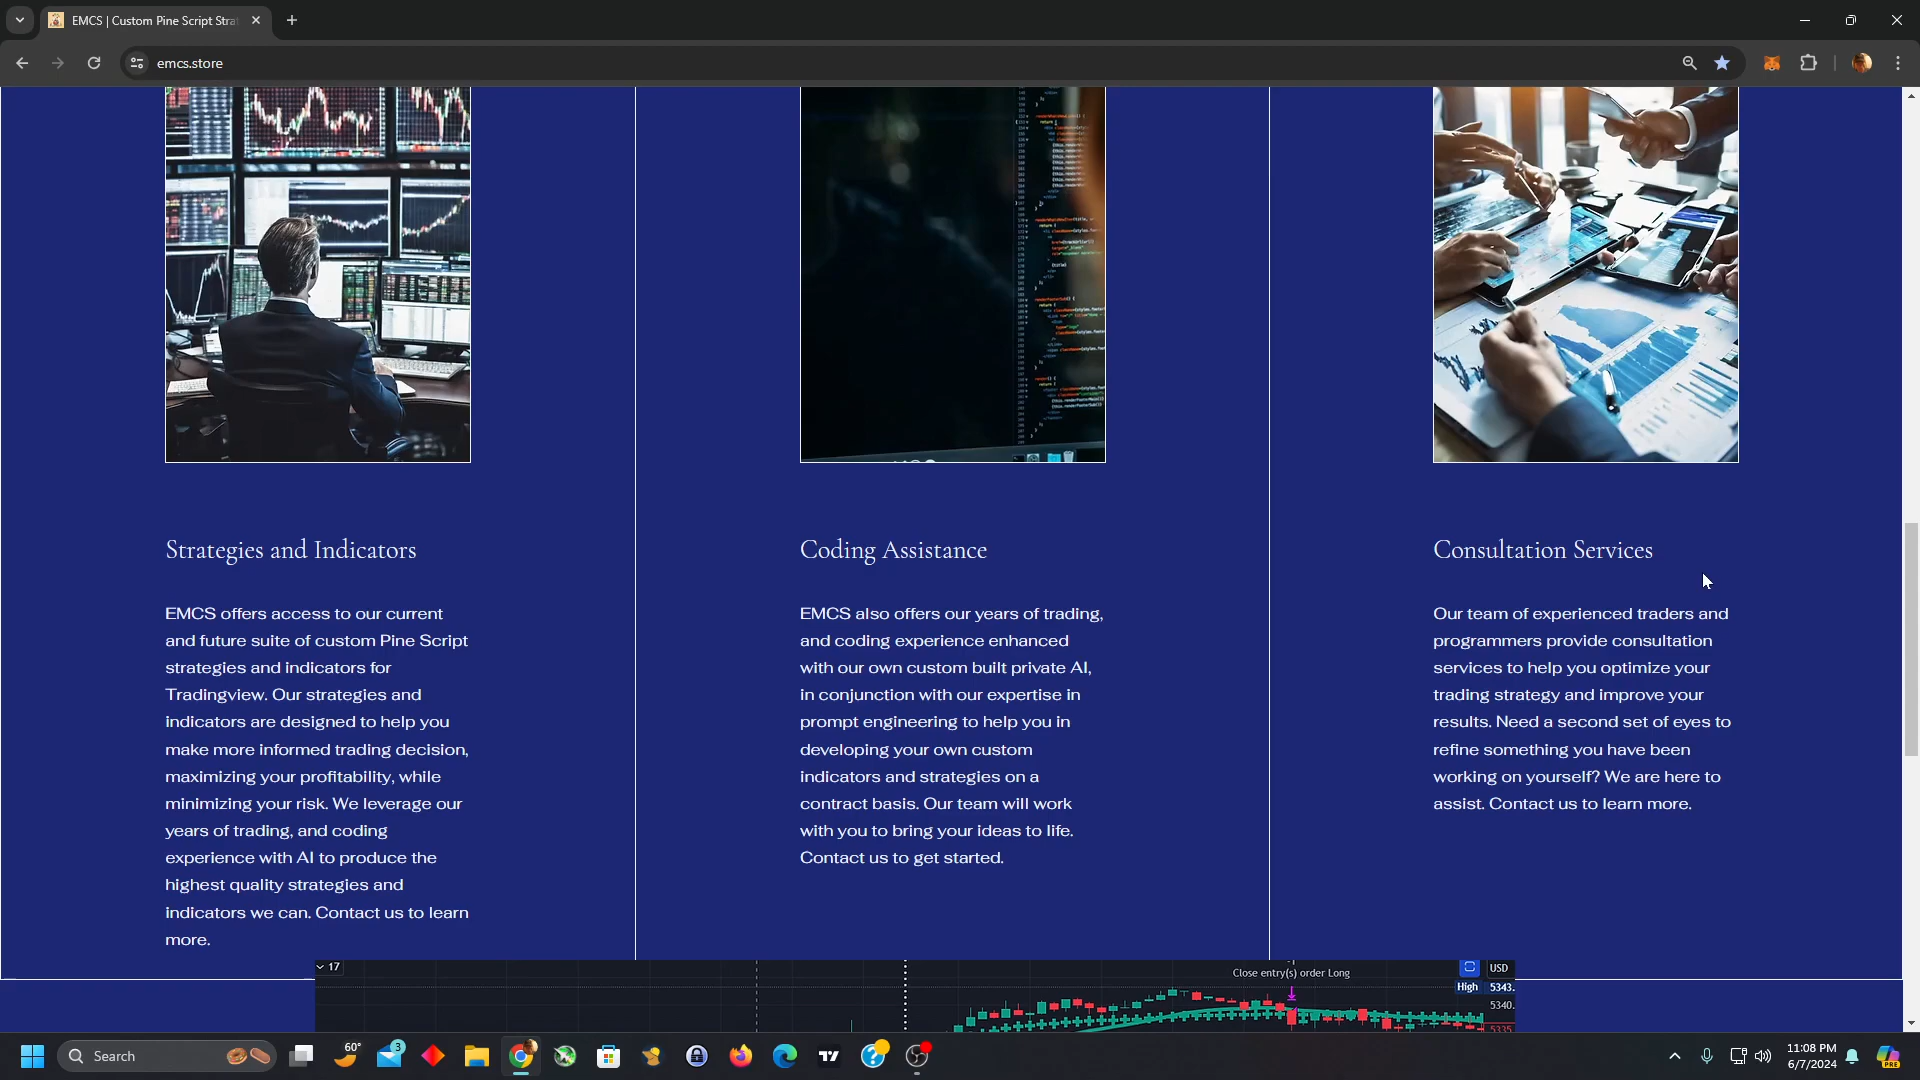 EMCS | Custom Pine Script Stra
emcs.store
Strategies and Indicators
EMCS offers access to our current
and future suite of custom Pine Script
strategies and indicators for
Tradingview. Our strategies and
indicators are designed to help you
make more informed trading decision,
maximizing your profitability, while
minimizing your risk. We leverage our
years of trading, and coding
experience with AI to produce the
highest quality strategies and
indicators we can. Contact us to learn
more.
Coding Assistance
EMCS also offers our years of trading,
and coding experience enhanced
with our own custom built private AI,
in conjunction with our expertise in
prompt engineering to help you in
developing your own custom
indicators and strategies on a
contract basis. Our team will work
with you to bring your ideas to life.
Contact us to get started.
Consultation Services
Our team of experienced traders and
programmers provide consultation
services to help you optimize your
trading strategy and improve your
results. Need a second set of eyes to
refine something you have been
working on yourself? We are here to
assist. Contact us to learn more.
17
Close entry(s) order Long
USD
High 5343.
5340.
5335
Search
60°
3
11:08 PM
6/7/2024
PRE